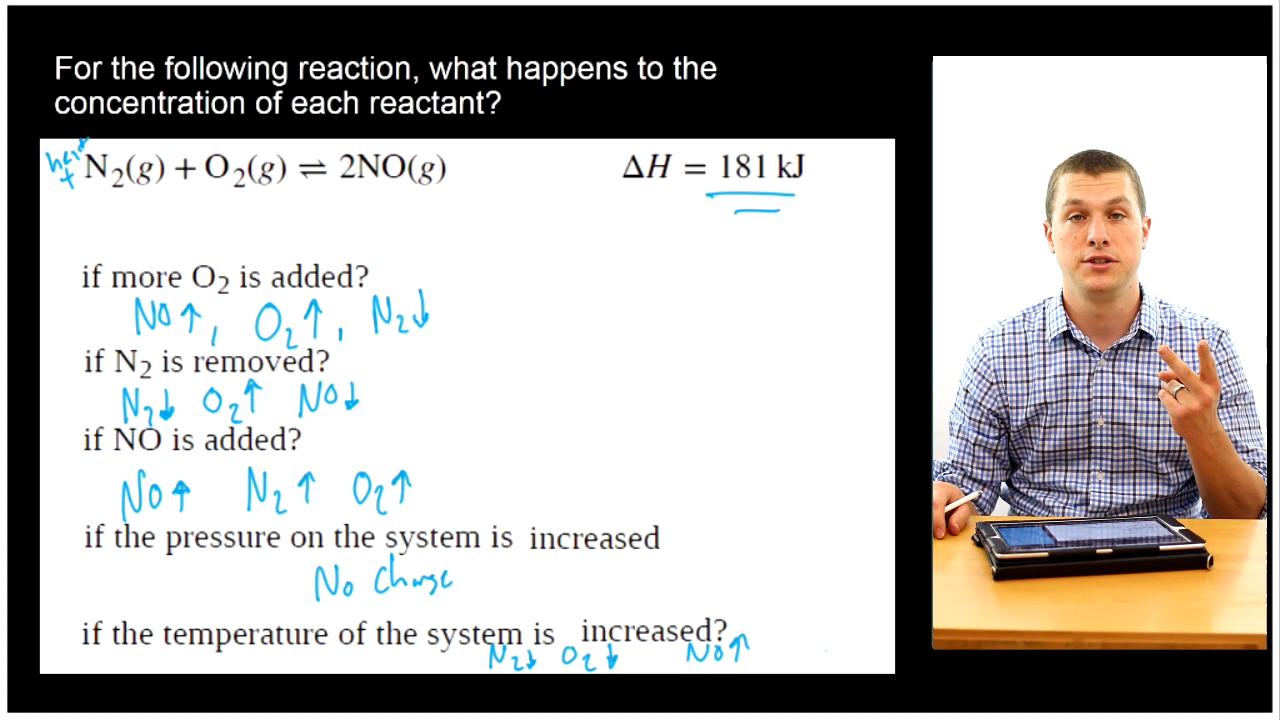 For the following reaction, what happens to the
concentration of each reactant?
heat
+ N₂(g) + O₂(g) ⇌ 2NO(g) ΔH = 181 kJ
if more O₂ is added?
NO↑, O₂↑, N₂↓
if N₂ is removed?
N₂↓ O₂↑ NO↓
if NO is added?
NO↑ N₂↑ O₂↑
if the pressure on the system is increased
No Change
if the temperature of the system is increased?
N₂↓ O₂↓ NO↑